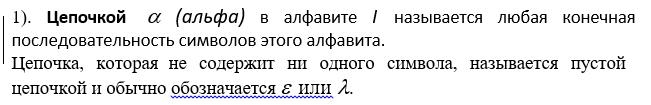 1). Цепочкой α (альфа) в алфавите I называется любая конечная
последовательность символов этого алфавита.
Цепочка, которая не содержит ни одного символа, называется пустой
цепочкой и обычно обозначается ε или λ.